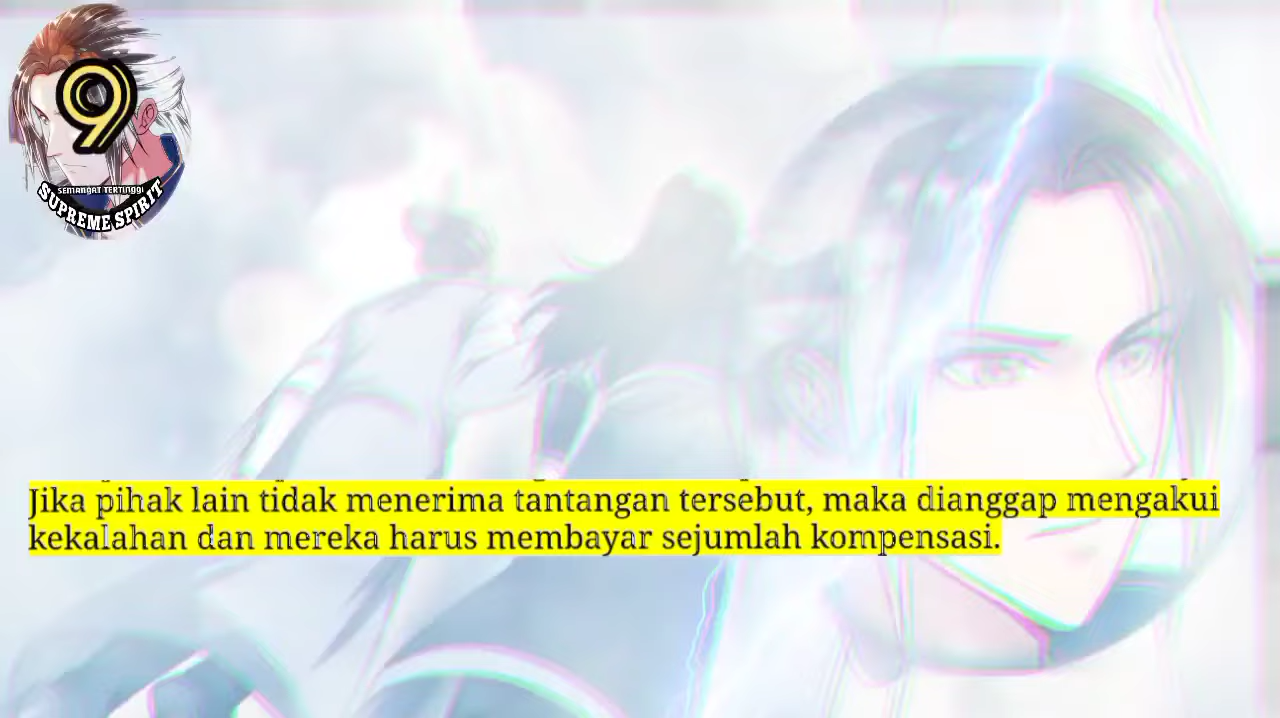 9
SEMANGAT TERTINGGI
SUPREME SPIRIT
Jika pihak lain tidak menerima tantangan tersebut, maka dianggap mengakui
kekalahan dan mereka harus membayar sejumlah kompensasi.